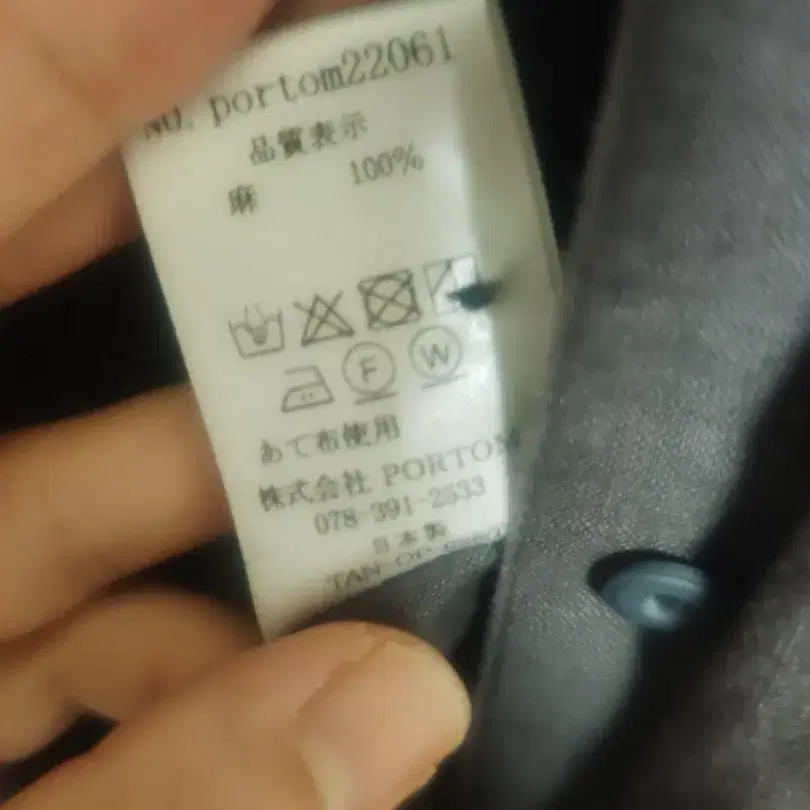 NO. portom22061
品質表示
麻 100%
F W
あて布使用
株式会社 PORTOM
078-391-2533
日本製